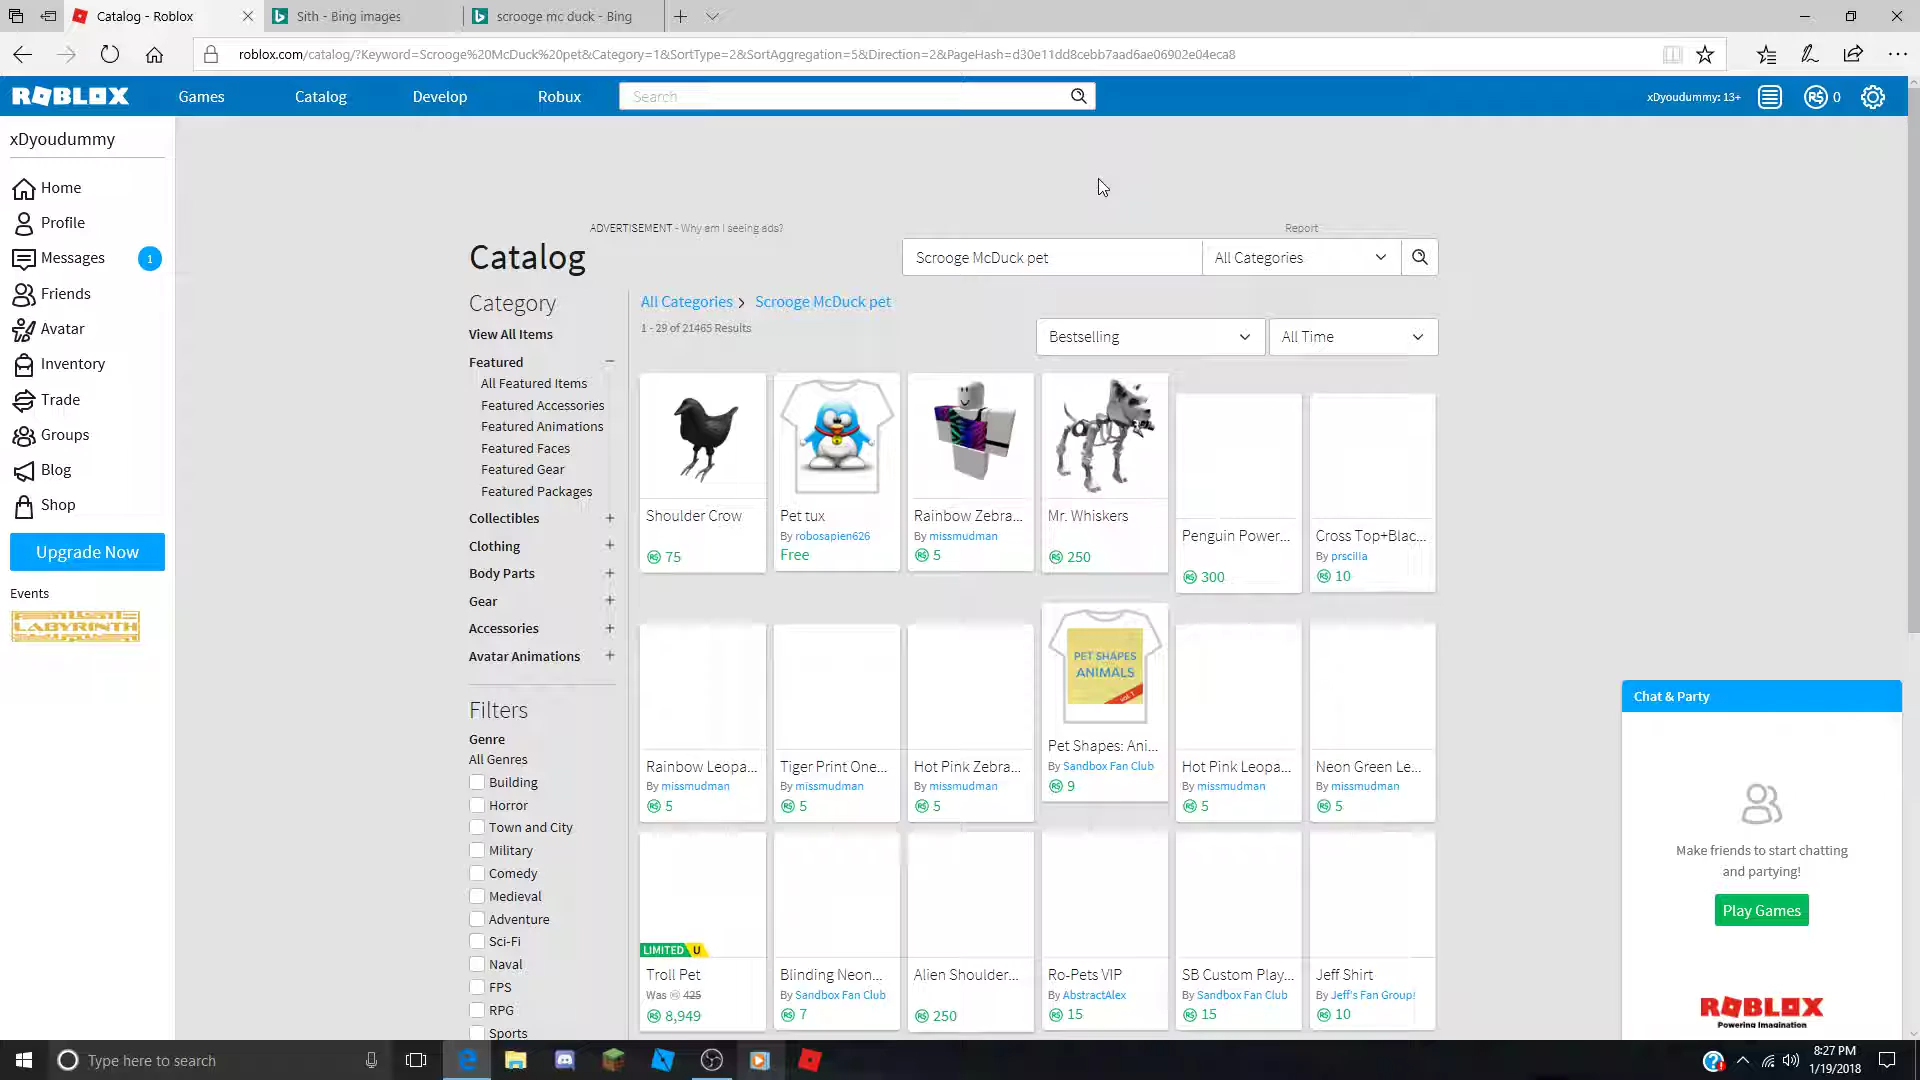 Catalog - Roblox
Sith - Bing images
scrooge mc duck - Bing
roblox.com/catalog/?Keyword=Scrooge%20McDuck%20pet&Category=1&SortType=2&SortAggregation=5&Direction=2&PageHash=d30e11dd8cebb7aad6ae06902e04eca8
ROBLOX
Games
Catalog
Develop
Robux
Search
xDyoudummy: 13+
R$ 0
xDyoudummy
Home
Profile
Messages 1
Friends
Avatar
Inventory
Trade
Groups
Blog
Shop
Upgrade Now
Events
LABYRINTH
ADVERTISEMENT - Why am I seeing ads?
Report
Catalog
Scrooge McDuck pet
All Categories
Category
View All Items
Featured
All Featured Items
Featured Accessories
Featured Animations
Featured Faces
Featured Gear
Featured Packages
Collectibles +
Clothing +
Body Parts +
Gear +
Accessories +
Avatar Animations +
Filters
Genre
All Genres
Building
Horror
Town and City
Military
Comedy
Medieval
Adventure
Sci-Fi
Naval
FPS
RPG
Sports
All Categories > Scrooge McDuck pet
1 - 29 of 21465 Results
Bestselling
All Time
Shoulder Crow
R$ 75
Pet tux
By robosapien626
Free
Rainbow Zebra...
By missmudman
R$ 5
Mr. Whiskers
R$ 250
Penguin Power...
R$ 300
Cross Top+Blac...
By prscilla
R$ 10
Rainbow Leopa...
By missmudman
R$ 5
Tiger Print One...
By missmudman
R$ 5
Hot Pink Zebra...
By missmudman
R$ 5
PET SHAPES
ANIMALS
Pet Shapes: Ani...
By Sandbox Fan Club
R$ 9
Hot Pink Leopa...
By missmudman
R$ 5
Neon Green Le...
By missmudman
R$ 5
LIMITED U
Troll Pet
Was R$ 425
R$ 8,949
Blinding Neon...
By Sandbox Fan Club
R$ 7
Alien Shoulder...
R$ 250
Ro-Pets VIP
By AbstractAlex
R$ 15
SB Custom Play...
By Sandbox Fan Club
R$ 15
Jeff Shirt
By Jeff's Fan Group!
R$ 10
Chat & Party
Make friends to start chatting
and partying!
Play Games
ROBLOX
Powering Imagination
Type here to search
8:27 PM
1/19/2018